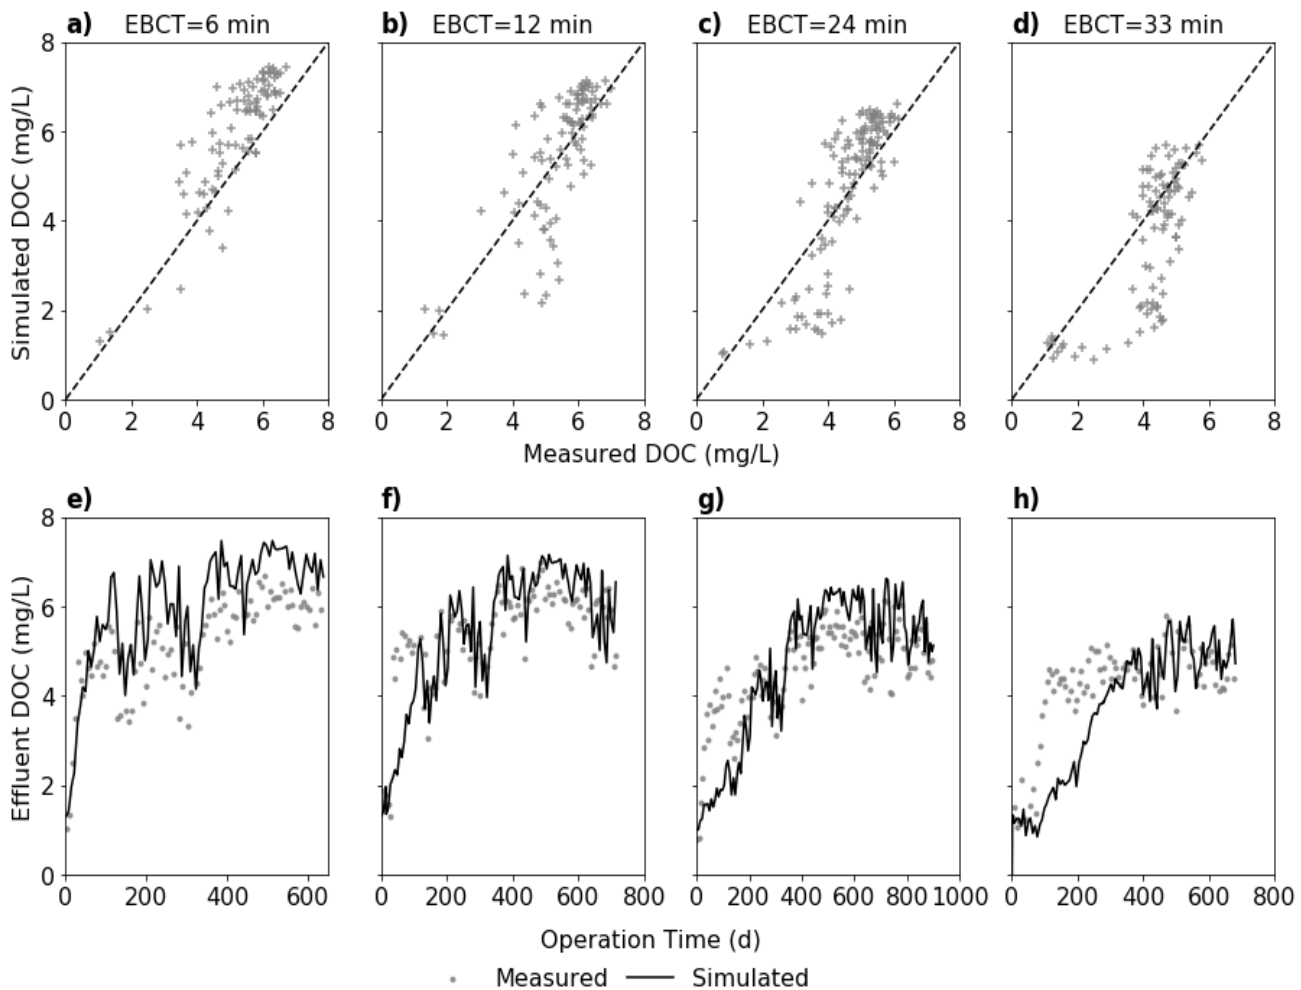 a) EBCT=6 min b) EBCT=12 min c) EBCT=24 min d) EBCT=33 min
8
6
4
2
0
Simulated DOC (mg/L)
0 2 4 6 8 0 2 4 6 8 0 2 4 6 8 0 2 4 6 8
Measured DOC (mg/L)
e) f) g) h)
8
6
4
2
0
Effluent DOC (mg/L)
0 200 400 600 0 200 400 600 800 0 200 400 600 800 1000 0 200 400 600 800
Operation Time (d)
Measured Simulated